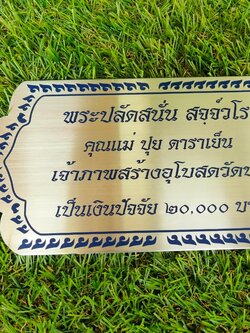 พระปลัดสนั่น สจฺจํวโร
คุณแม่ ปุย ดาราเย็น
เจ้าภาพสร้างอุโบสถวัด
เป็นเงินปัจจัย ๒๐,๐๐๐